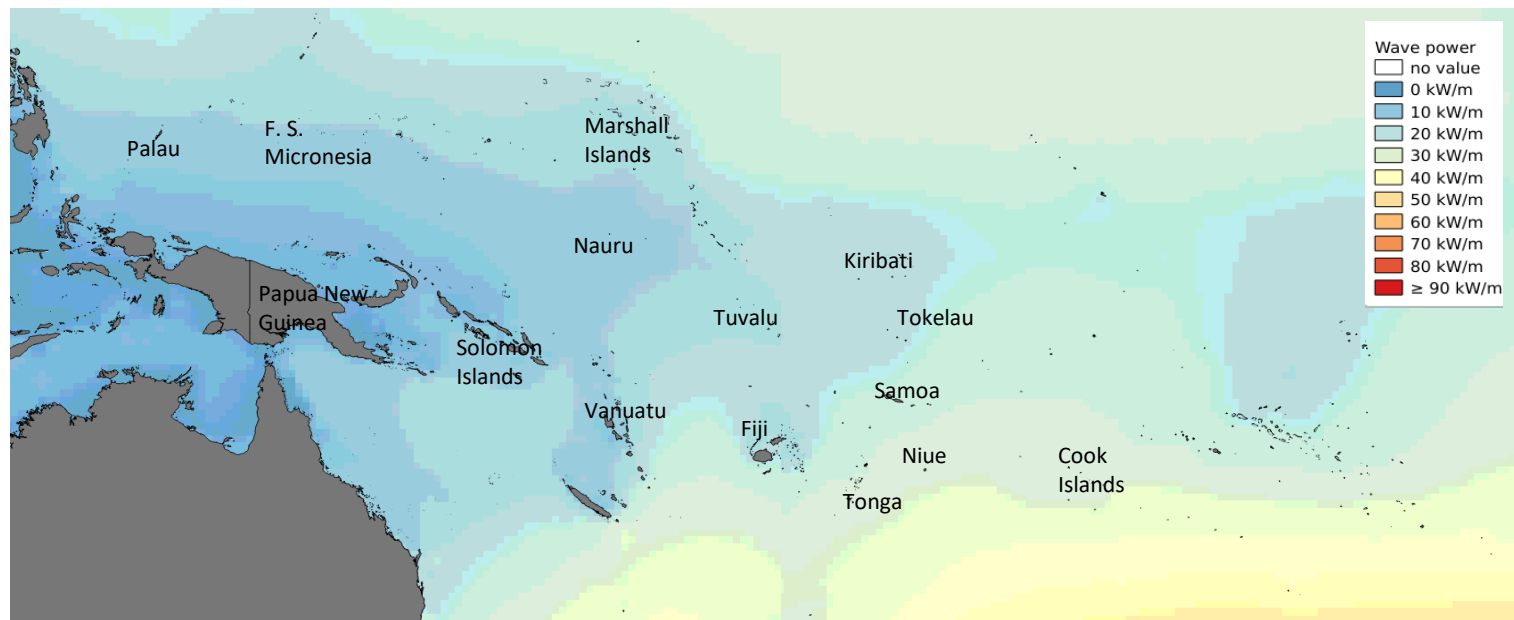 Wave power
no value
0 kW/m
10 kW/m
20 kW/m
30 kW/m
40 kW/m
50 kW/m
60 kW/m
70 kW/m
80 kW/m
≥ 90 kW/m
Palau
F. S.
Micronesia
Marshall
Islands
Nauru
Kiribati
Papua New
Guinea
Tuvalu
Tokelau
Solomon
Islands
Samoa
Vanuatu
Fiji
Niue
Cook
Islands
Tonga